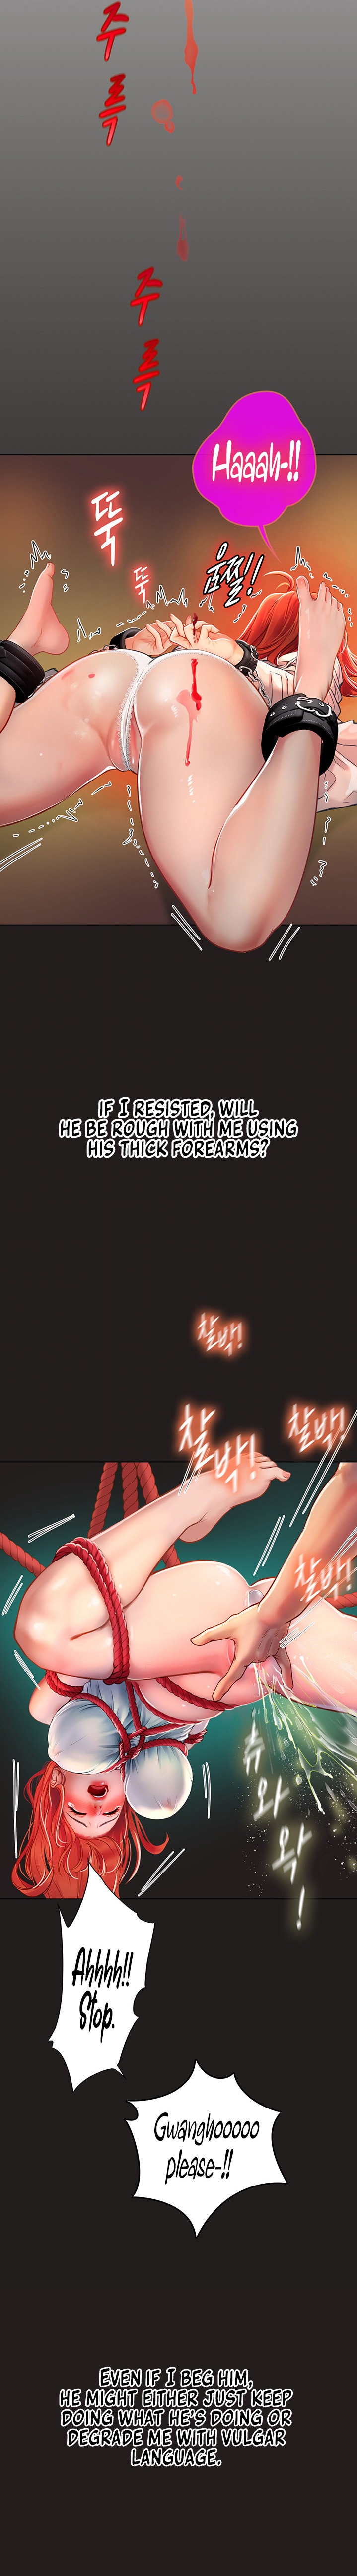 주
륵
주
륵
Haaah-!!
뚝
뚝
움찔!
IF I RESISTED, WILL
HE BE ROUGH WITH ME USING
HIS THICK FOREARMS?
찰박!
찰박!
찰박!
찰박!
슈
와
악
!
Ahhhh!!
Stop.
Gwanghooooo
please-!!
EVEN IF I BEG HIM,
HE MIGHT EITHER JUST KEEP
DOING WHAT HE'S DOING OR
DEGRADE ME WITH VULGAR
LANGUAGE.